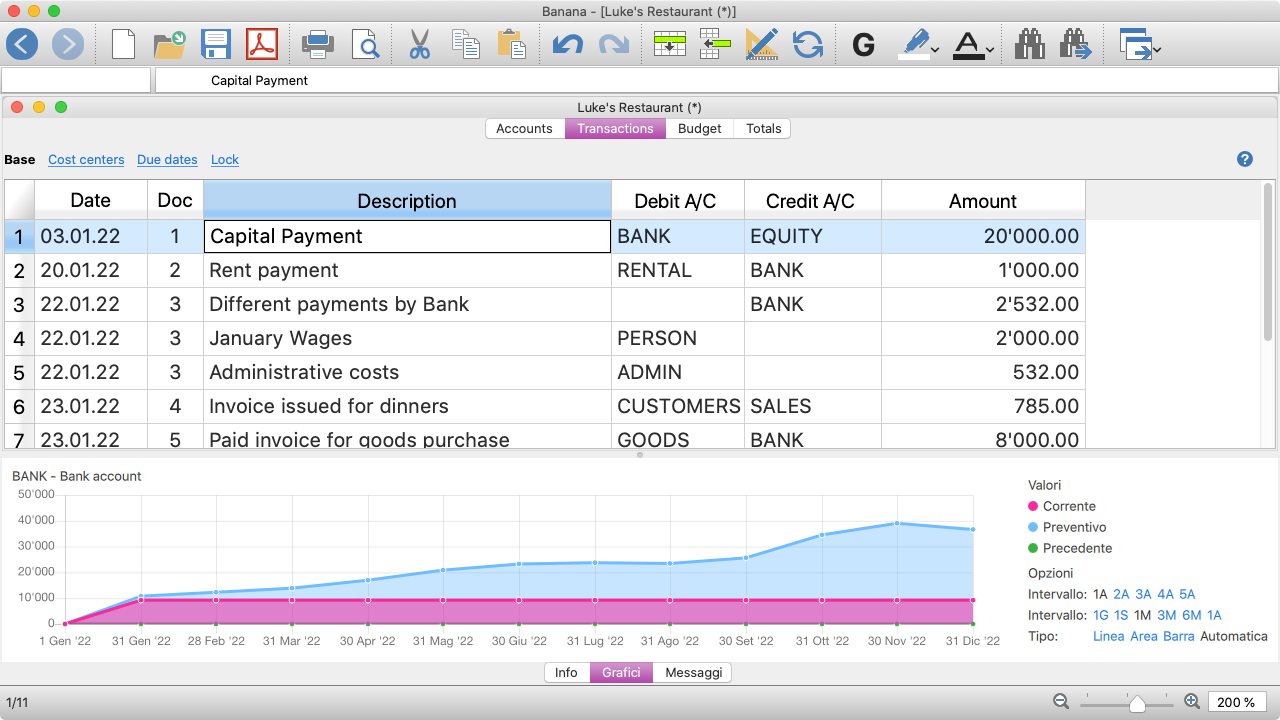 Banana - [Luke's Restaurant (*)]
G A
Capital Payment
Luke's Restaurant (*)
Accounts Transactions Budget Totals
Base Cost centers Due dates Lock ?
Date Doc Description Debit A/C Credit A/C Amount
1 03.01.22 1 Capital Payment BANK EQUITY 20'000.00
2 20.01.22 2 Rent payment RENTAL BANK 1'000.00
3 22.01.22 3 Different payments by Bank BANK 2'532.00
4 22.01.22 3 January Wages PERSON 2'000.00
5 22.01.22 3 Administrative costs ADMIN 532.00
6 23.01.22 4 Invoice issued for dinners CUSTOMERS SALES 785.00
7 23.01.22 5 Paid invoice for goods purchase GOODS BANK 8'000.00
BANK - Bank account
50'000
40'000
30'000
20'000
10'000
0
1 Gen '22 31 Gen '22 28 Feb '22 31 Mar '22 30 Apr '22 31 Mag '22 30 Giu '22 31 Lug '22 31 Ago '22 30 Set '22 31 Ott '22 30 Nov '22 31 Dic '22
Valori
Corrente
Preventivo
Precedente
Opzioni
Intervallo: 1A 2A 3A 4A 5A
Intervallo: 1G 1S 1M 3M 6M 1A
Tipo: Linea Area Barra Automatica
Info Grafici Messaggi
1/11 200 %